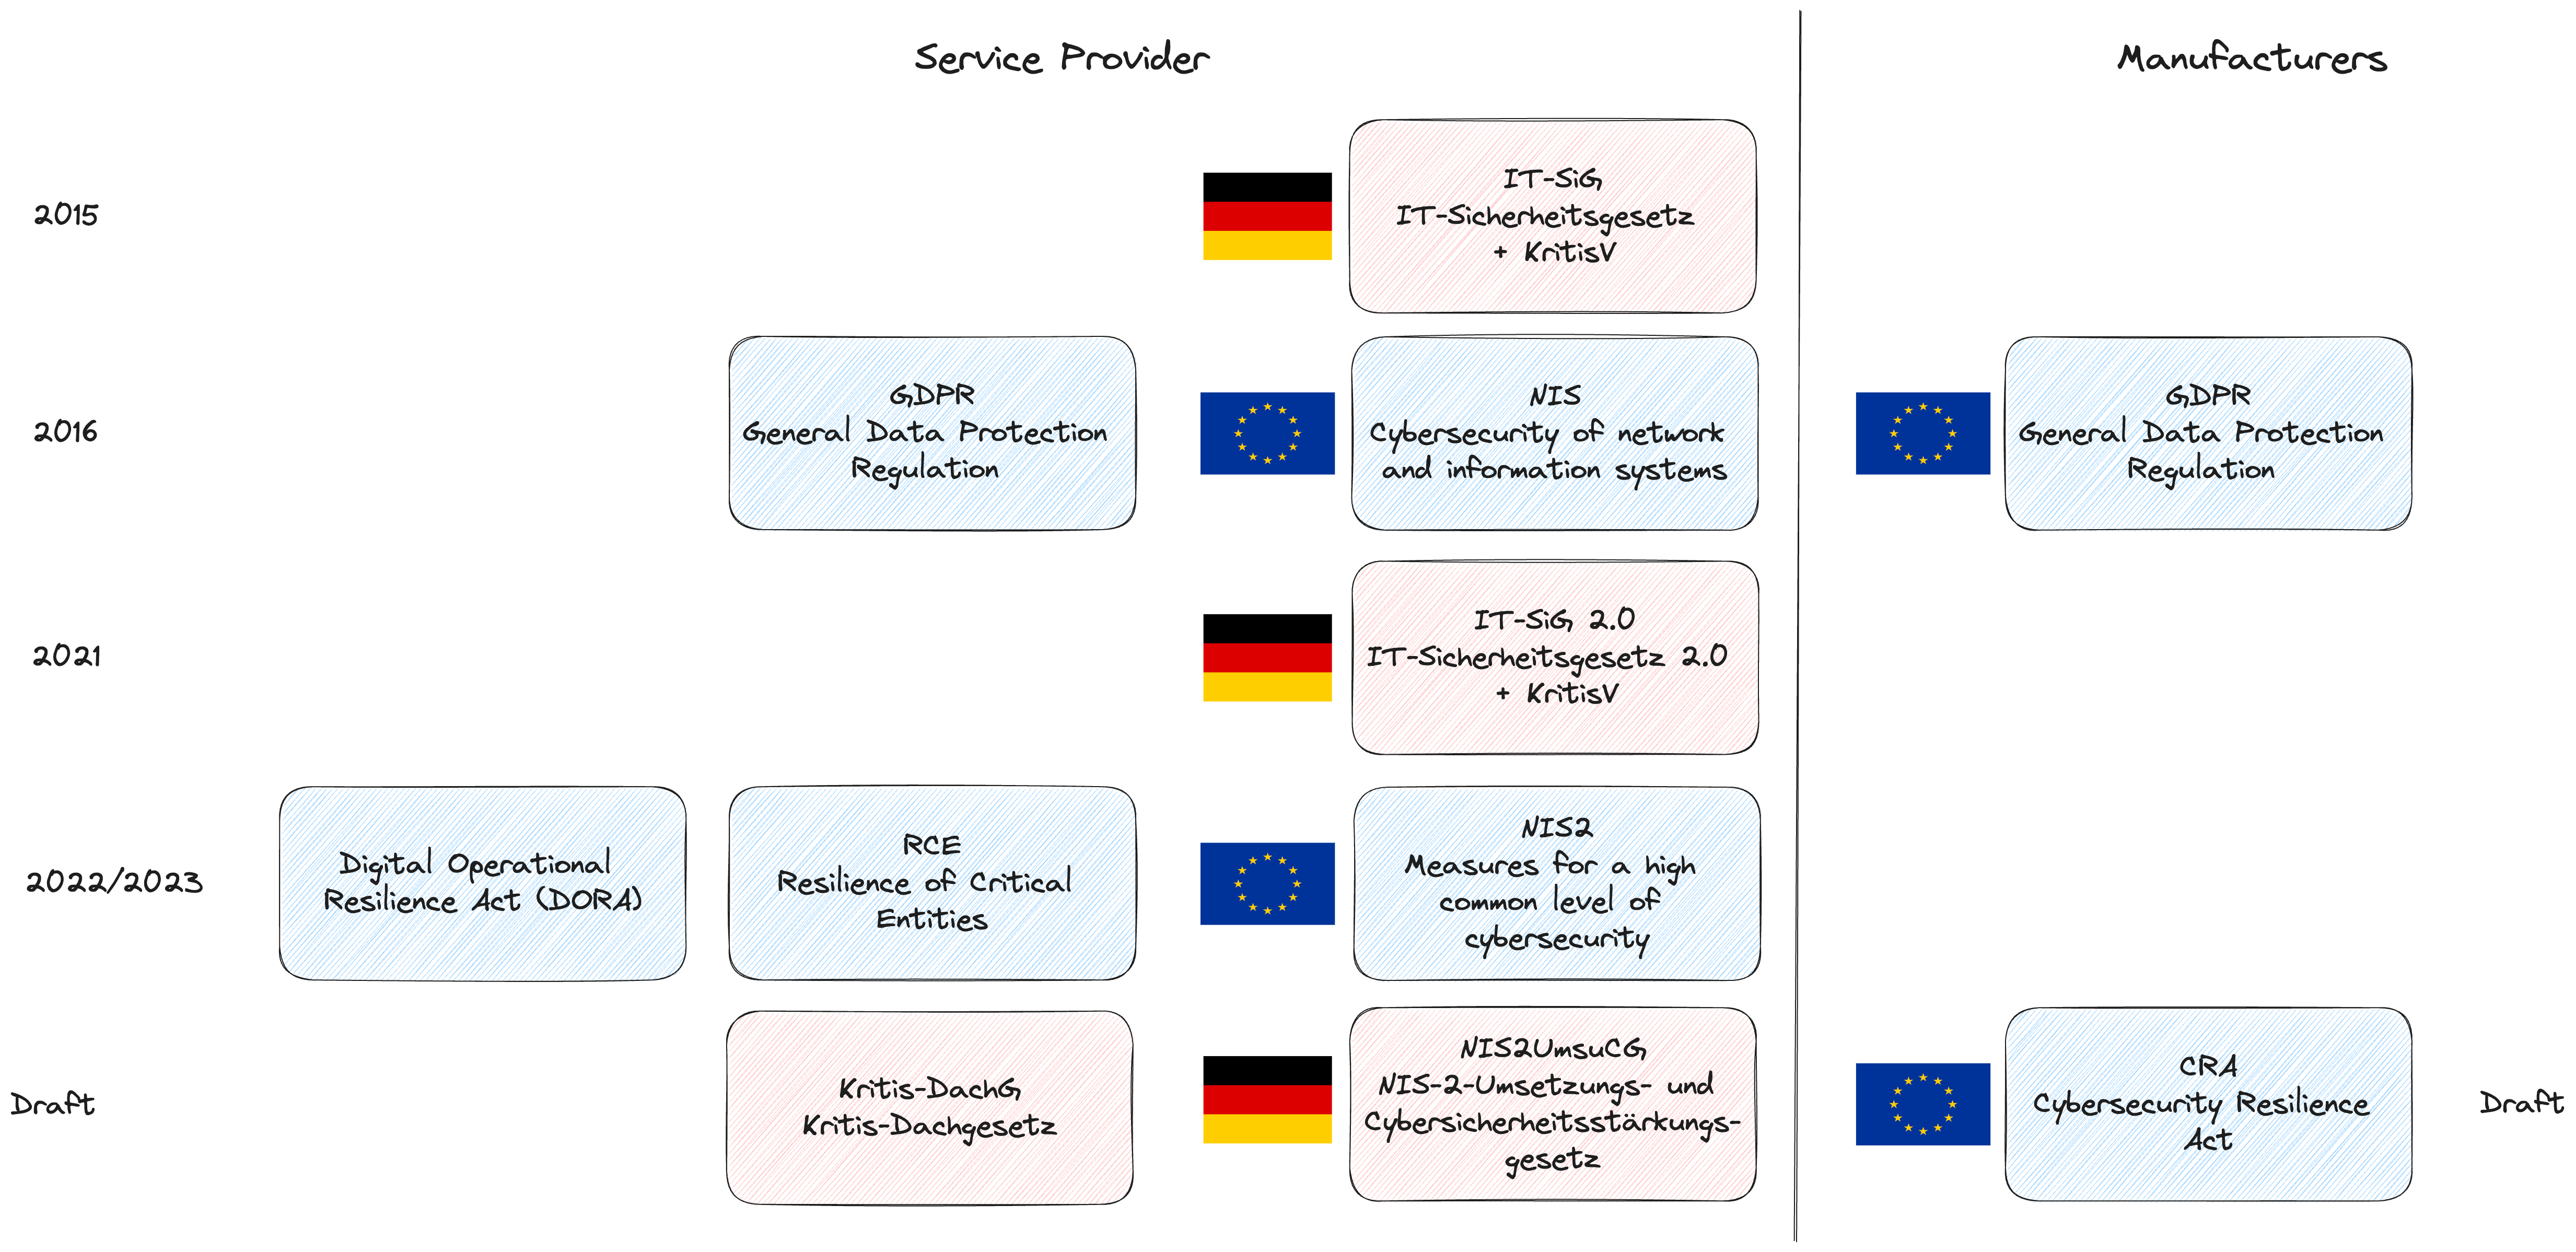 Service Provider
Manufacturers
2015
IT-SiG
IT-Sicherheitsgesetz
+ KritisV
2016
GDPR
General Data Protection
Regulation
NIS
Cybersecurity of network
and information systems
GDPR
General Data Protection
Regulation
2021
IT-SiG 2.0
IT-Sicherheitsgesetz 2.0
+ KritisV
2022/2023
Digital Operational
Resilience Act (DORA)
RCE
Resilience of Critical
Entities
NIS2
Measures for a high
common level of
cybersecurity
Draft
Kritis-DachG
Kritis-Dachgesetz
NIS2UmsuCG
NIS-2-Umsetzungs- und
Cybersicherheitsstärkungs-
gesetz
CRA
Cybersecurity Resilience
Act
Draft